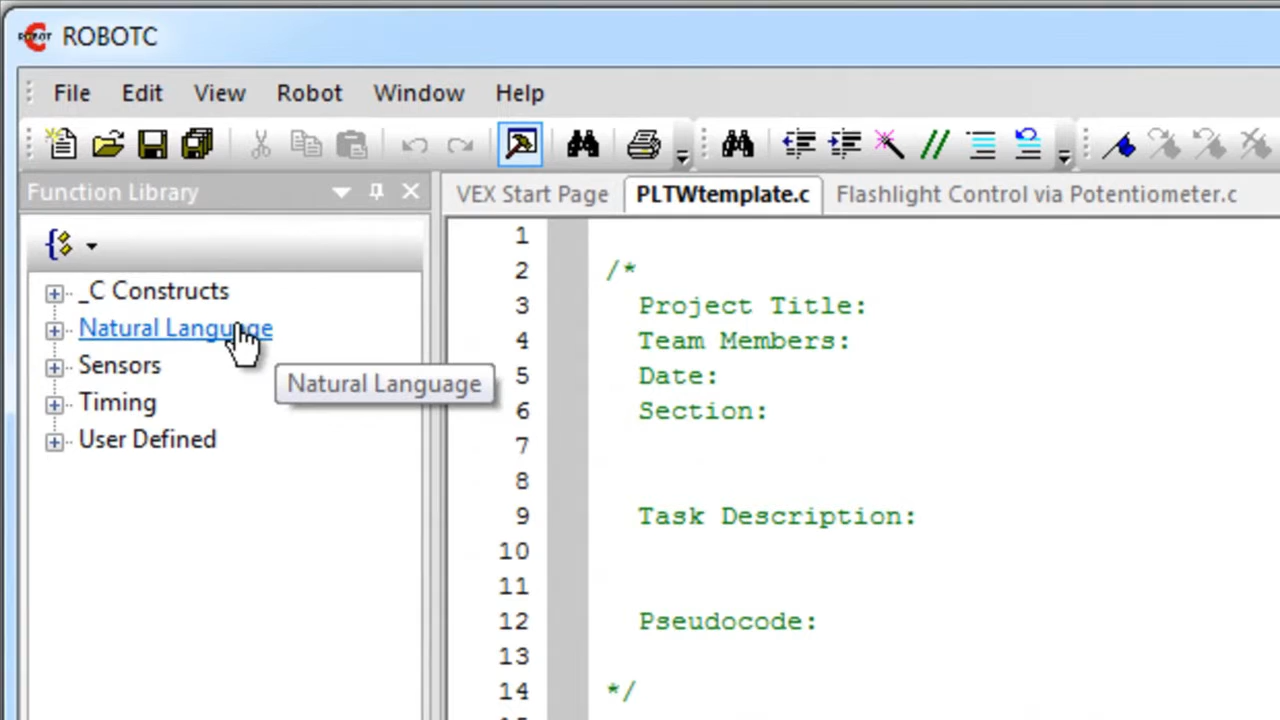 ROBOTC
File Edit View Robot Window Help
Function Library
VEX Start Page PLTWtemplate.c Flashlight Control via Potentiometer.c
_C Constructs
Natural Language
Sensors
Timing
User Defined
Natural Language
1
2 /*
3 Project Title:
4 Team Members:
5 Date:
6 Section:
7
8
9 Task Description:
10
11
12 Pseudocode:
13
14 */